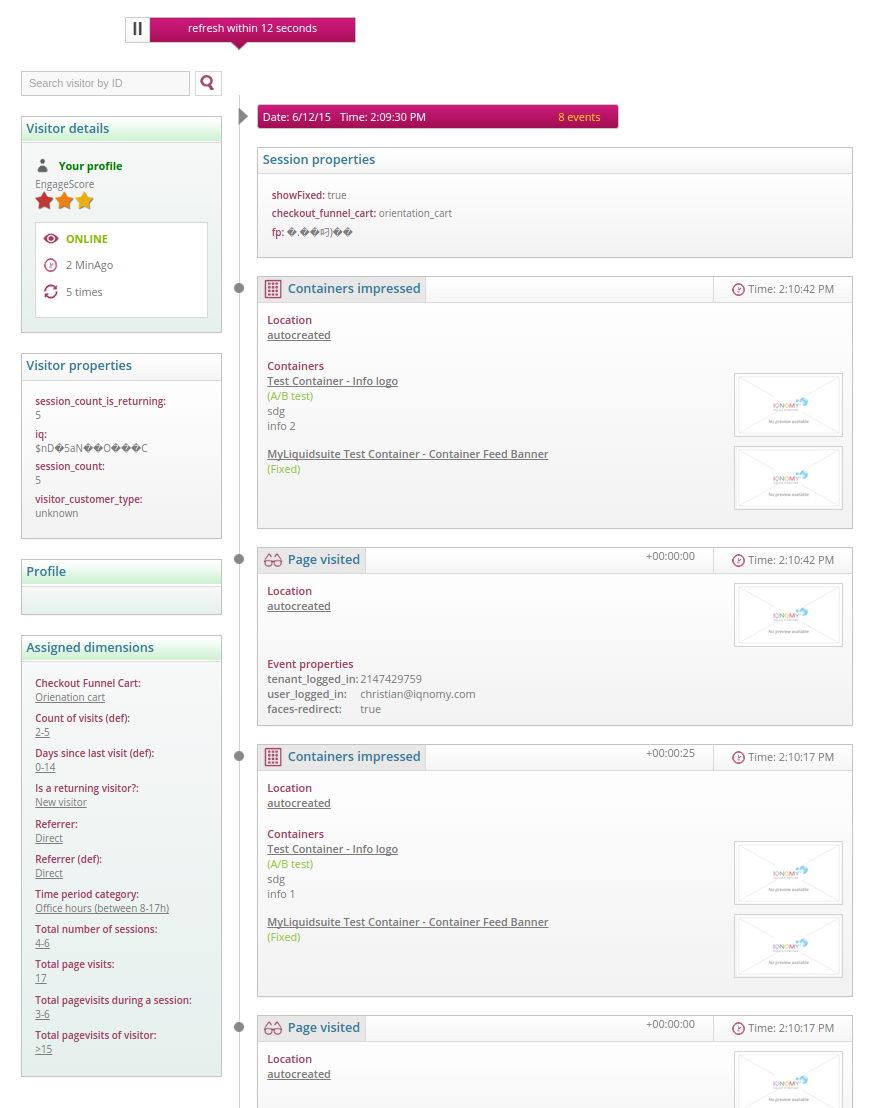 refresh within 12 seconds
Search visitor by ID
Visitor details
Your profile
EngageScore
ONLINE
2 MinAgo
5 times
Visitor properties
session_count_is_returning:
5
iq:
$nD�5aN��O���C
session_count:
5
visitor_customer_type:
unknown
Profile
Assigned dimensions
Checkout Funnel Cart:
Orienation cart
Count of visits (def):
2-5
Days since last visit (def):
0-14
Is a returning visitor?:
New visitor
Referrer:
Direct
Referrer (def):
Direct
Time period category:
Office hours (between 8-17h)
Total number of sessions:
4-6
Total page visits:
17
Total pagevisits during a session:
3-6
Total pagevisits of visitor:
>15
Date: 6/12/15 Time: 2:09:30 PM 8 events
Session properties
showFixed: true
checkout_funnel_cart: orientation_cart
fp:
Containers impressed Time: 2:10:42 PM
Location
autocreated
Containers
Test Container - Info logo
(A/B test)
sdg
info 2
IQNOMY
No preview available
MyLiquidsuite Test Container - Container Feed Banner
(Fixed)
IQNOMY
No preview available
Page visited +00:00:00 Time: 2:10:42 PM
Location
autocreated
IQNOMY
No preview available
Event properties
tenant_logged_in: 2147429759
user_logged_in: christian@iqnomy.com
faces-redirect: true
Containers impressed +00:00:25 Time: 2:10:17 PM
Location
autocreated
Containers
Test Container - Info logo
(A/B test)
sdg
info 1
IQNOMY
No preview available
MyLiquidsuite Test Container - Container Feed Banner
(Fixed)
IQNOMY
No preview available
Page visited +00:00:00 Time: 2:10:17 PM
Location
autocreated
IQNOMY
No preview available